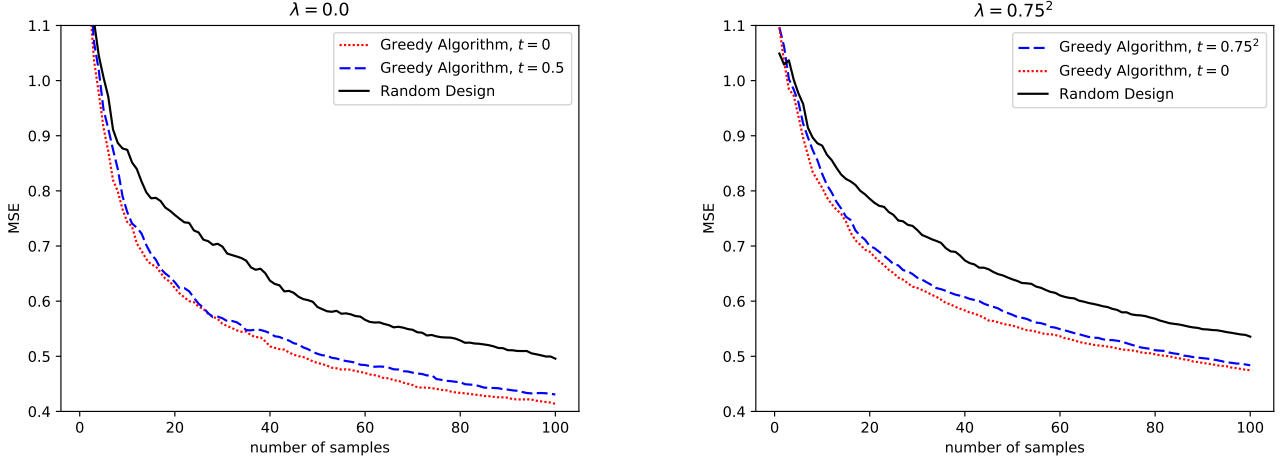 λ = 0.0
1.1
1.0
0.9
0.8
0.7
0.6
0.5
0.4
MSE
Greedy Algorithm, t = 0
Greedy Algorithm, t = 0.5
Random Design
0 20 40 60 80 100
number of samples
λ = 0.75²
1.1
1.0
0.9
0.8
0.7
0.6
0.5
0.4
MSE
Greedy Algorithm, t = 0.75²
Greedy Algorithm, t = 0
Random Design
0 20 40 60 80 100
number of samples